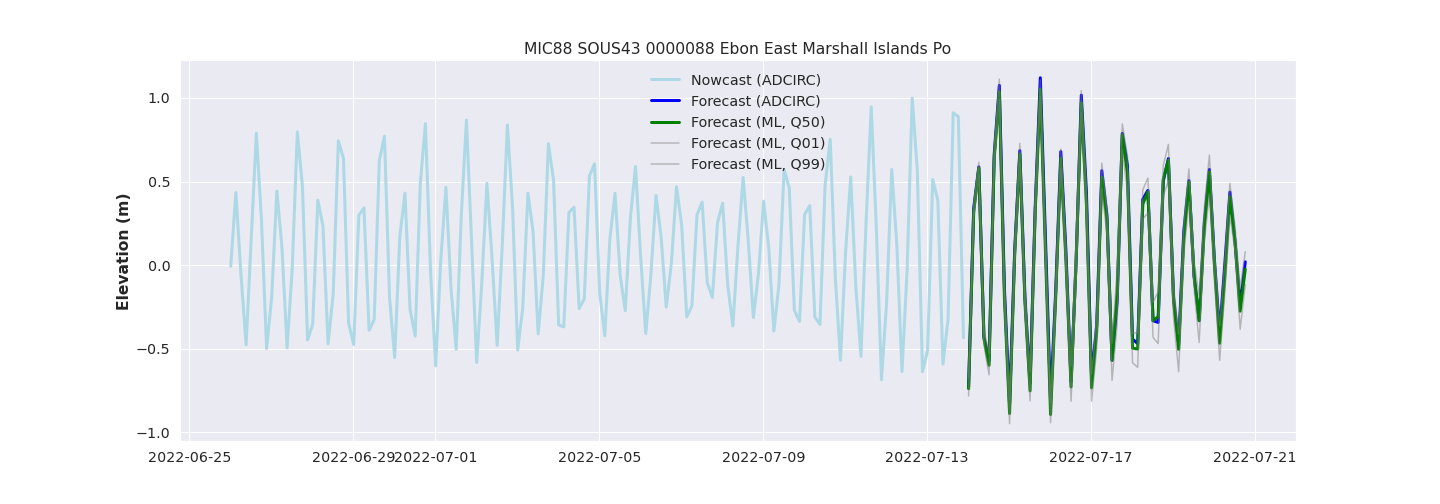 MIC88 SOUS43 0000088 Ebon East Marshall Islands Po
Nowcast (ADCIRC)
Forecast (ADCIRC)
Forecast (ML, Q50)
Forecast (ML, Q01)
Forecast (ML, Q99)
Elevation (m)
1.0
0.5
0.0
−0.5
−1.0
2022-06-25 2022-06-29 2022-07-01 2022-07-05 2022-07-09 2022-07-13 2022-07-17 2022-07-21